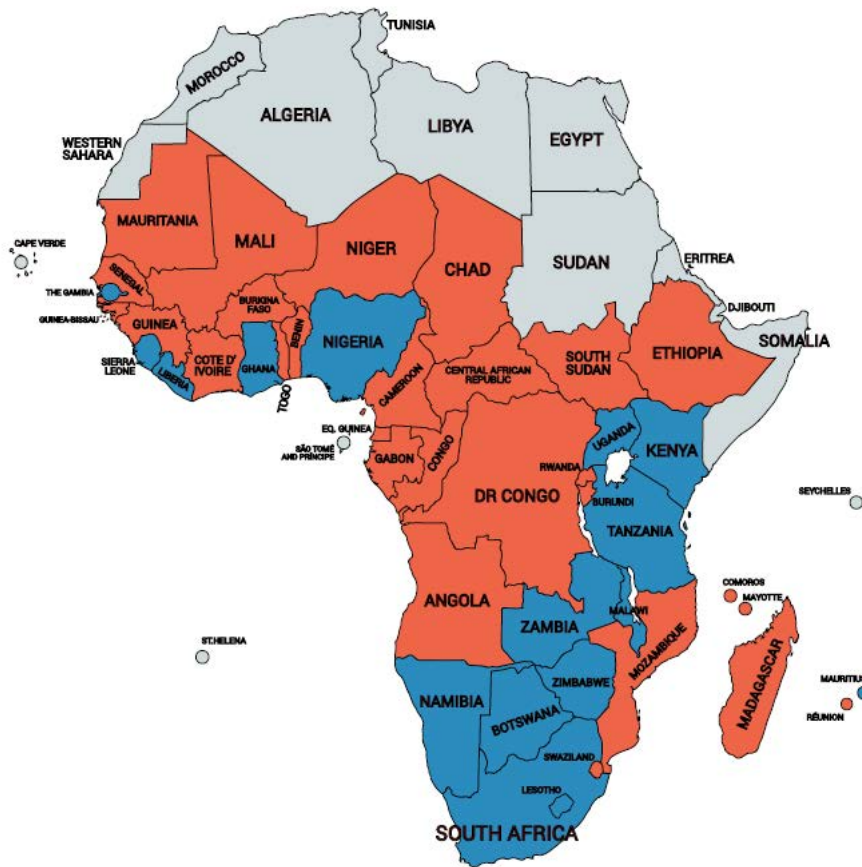 TUNISIA
MOROCCO
ALGERIA
LIBYA
EGYPT
WESTERN
SAHARA
MAURITANIA
MALI
NIGER
CHAD
SUDAN
ERITREA
CAPE VERDE
SENEGAL
THE GAMBIA
GUINEA-BISSAU
GUINEA
BURKINA
FASO
BENIN
NIGERIA
DJIBOUTI
SOMALIA
SIERRA
LEONE
LIBERIA
COTE D'
IVOIRE
GHANA
TOGO
CAMEROON
CENTRAL AFRICAN
REPUBLIC
SOUTH
SUDAN
ETHIOPIA
EQ. GUINEA
SÃO TOMÉ
AND PRÍNCIPE
GABON
CONGO
DR CONGO
UGANDA
KENYA
RWANDA
BURUNDI
TANZANIA
SEYCHELLES
COMOROS
MAYOTTE
ANGOLA
ZAMBIA
MALAWI
MOZAMBIQUE
ST.HELENA
MADAGASCAR
MAURITIUS
RÉUNION
NAMIBIA
ZIMBABWE
BOTSWANA
SWAZILAND
LESOTHO
SOUTH AFRICA